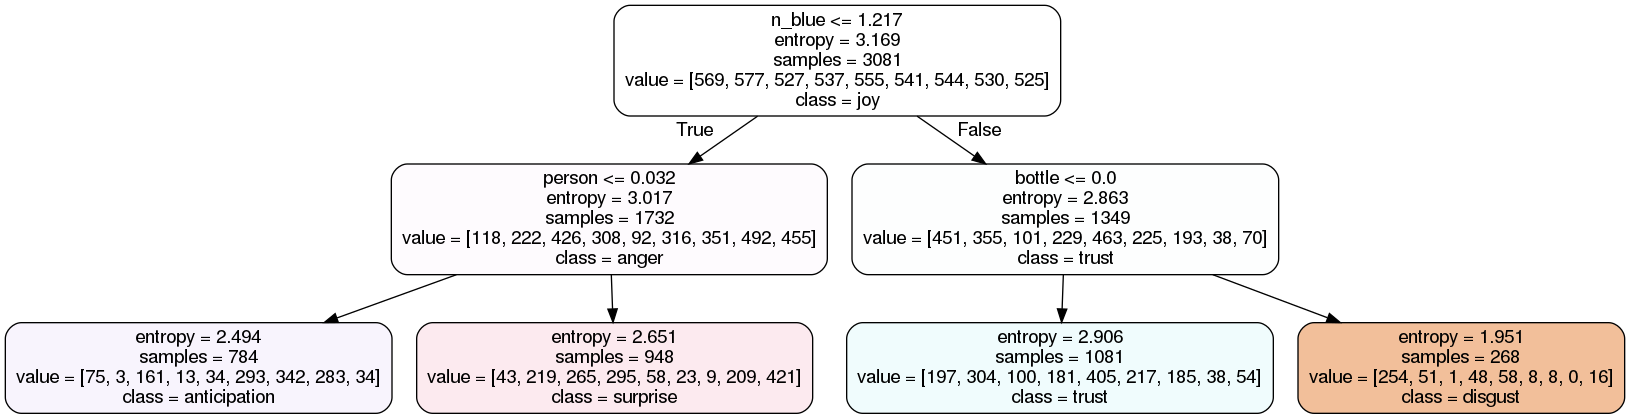 n_blue <= 1.217
entropy = 3.169
samples = 3081
value = [569, 577, 527, 537, 555, 541, 544, 530, 525]
class = joy
True
False
person <= 0.032
entropy = 3.017
samples = 1732
value = [118, 222, 426, 308, 92, 316, 351, 492, 455]
class = anger
bottle <= 0.0
entropy = 2.863
samples = 1349
value = [451, 355, 101, 229, 463, 225, 193, 38, 70]
class = trust
entropy = 2.494
samples = 784
value = [75, 3, 161, 13, 34, 293, 342, 283, 34]
class = anticipation
entropy = 2.651
samples = 948
value = [43, 219, 265, 295, 58, 23, 9, 209, 421]
class = surprise
entropy = 2.906
samples = 1081
value = [197, 304, 100, 181, 405, 217, 185, 38, 54]
class = trust
entropy = 1.951
samples = 268
value = [254, 51, 1, 48, 58, 8, 8, 0, 16]
class = disgust